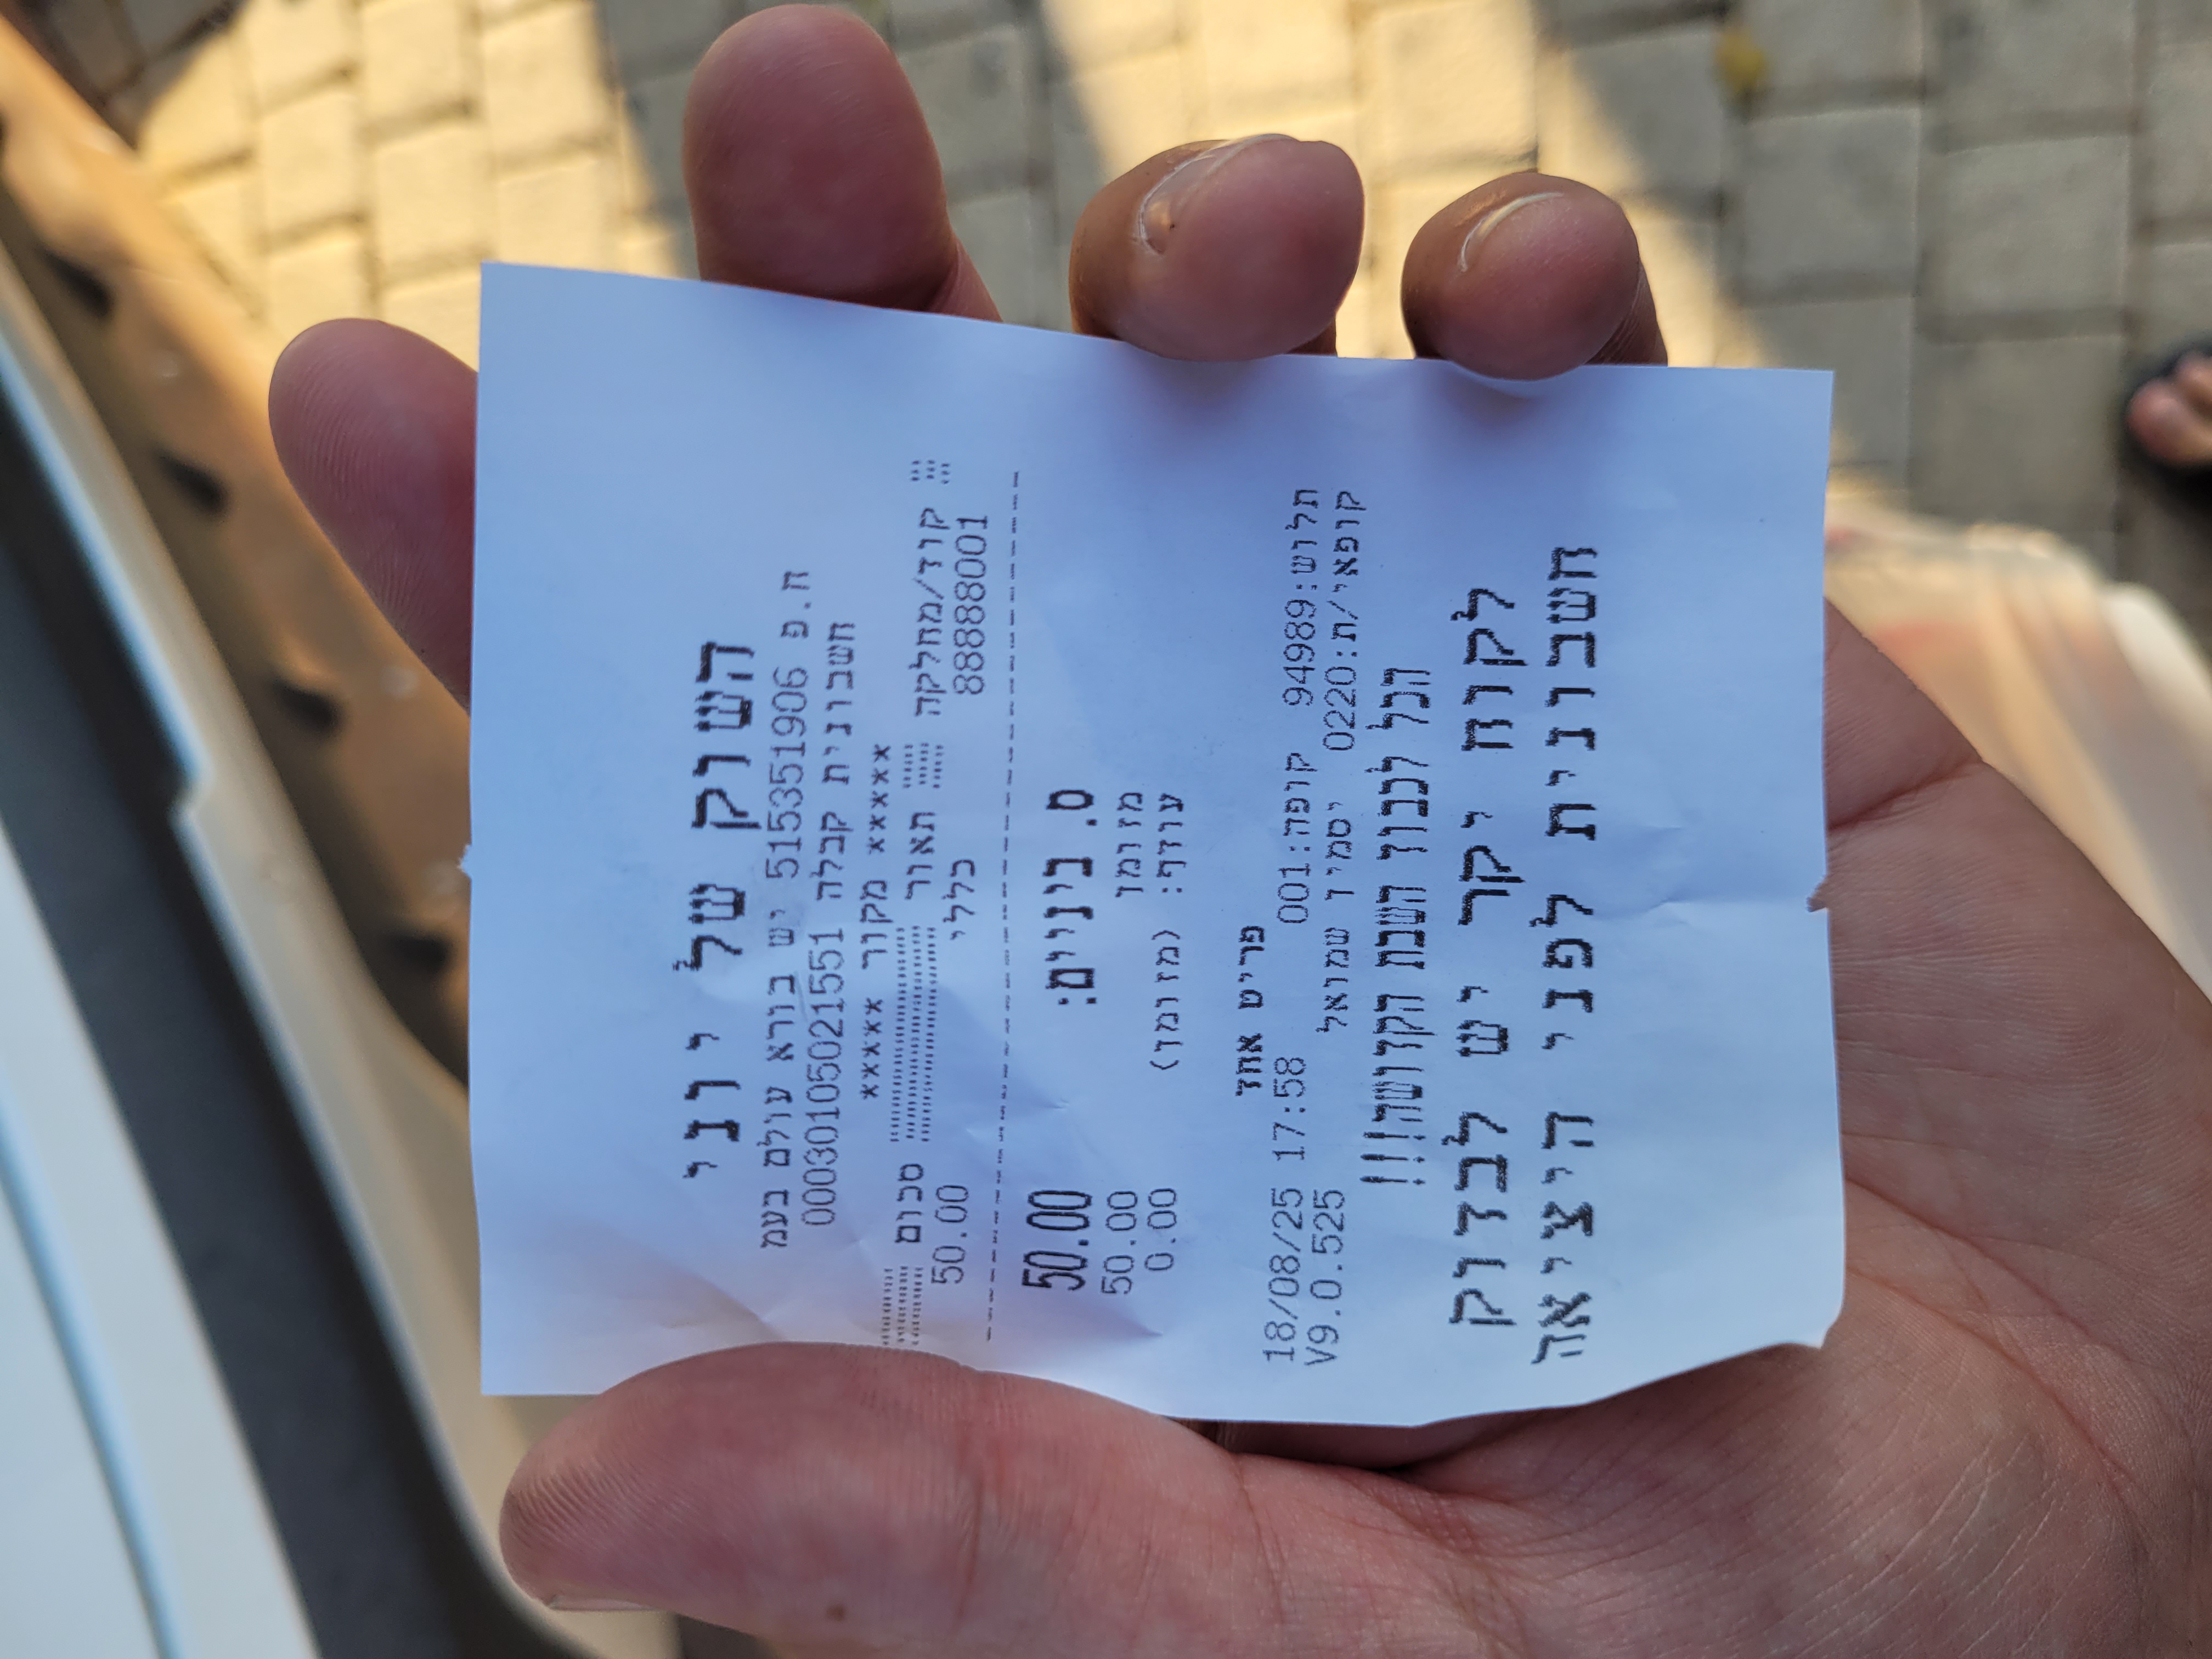 השוק של יוני
ח.פ 515351906 יש בורא עולם בעמ
חשבונית קבלה 00030105021551
***** מקור *****
קוד/מחלקה תאור סכום
88888001 כללי 50.00
ס. ביניים: 50.00
מזומן 50.00
עודף: (מזומן) 0.00
פריט אחד
תלוש:94989 קופה:001 18/08/25 17:58
קופאי/ת:0220 יסמין שמואל V9.0.525
הכל לכבוד השבת הקדושה!!!
לקוח יקר יש לבדוק
חשבונית לפני היציאה